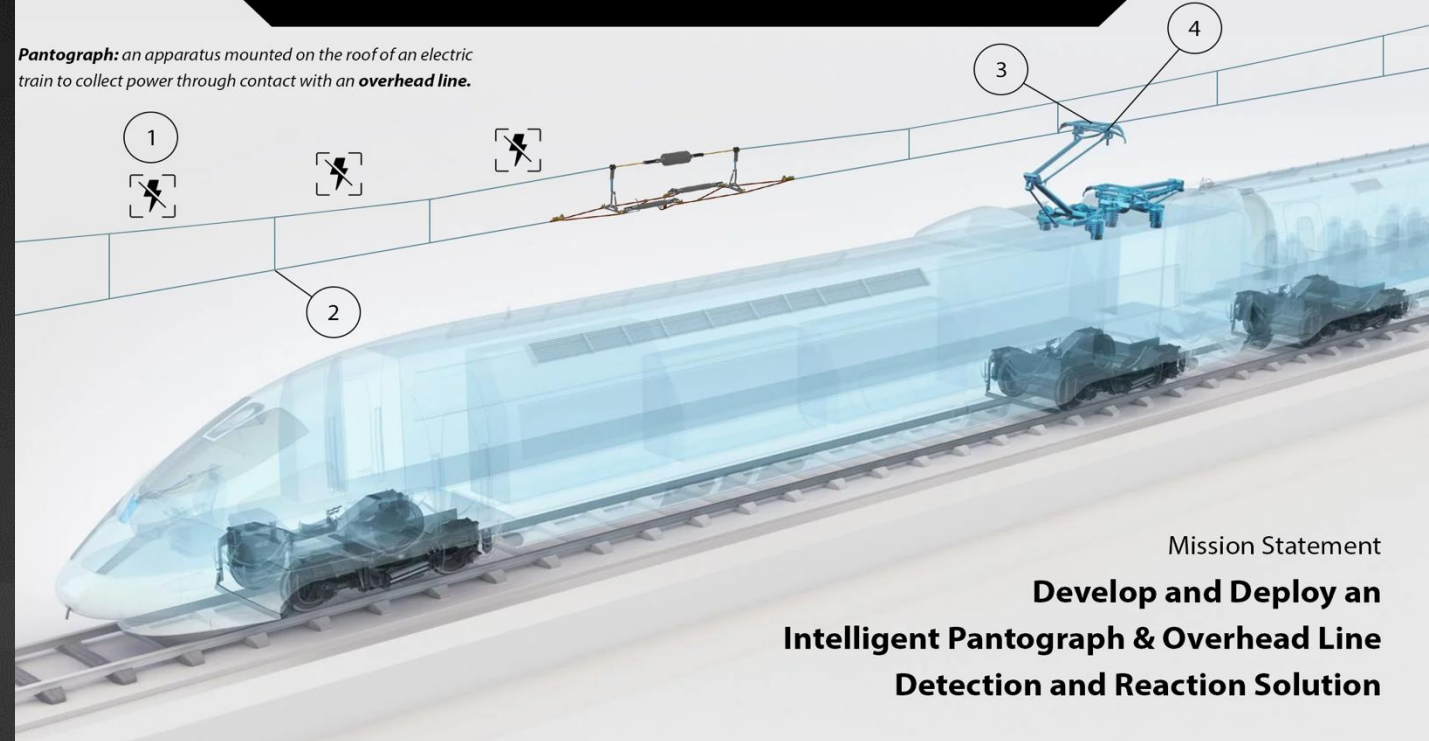 Pantograph: an apparatus mounted on the roof of an electric
train to collect power through contact with an overhead line.
1
2
3
4
Mission Statement
Develop and Deploy an
Intelligent Pantograph & Overhead Line
Detection and Reaction Solution